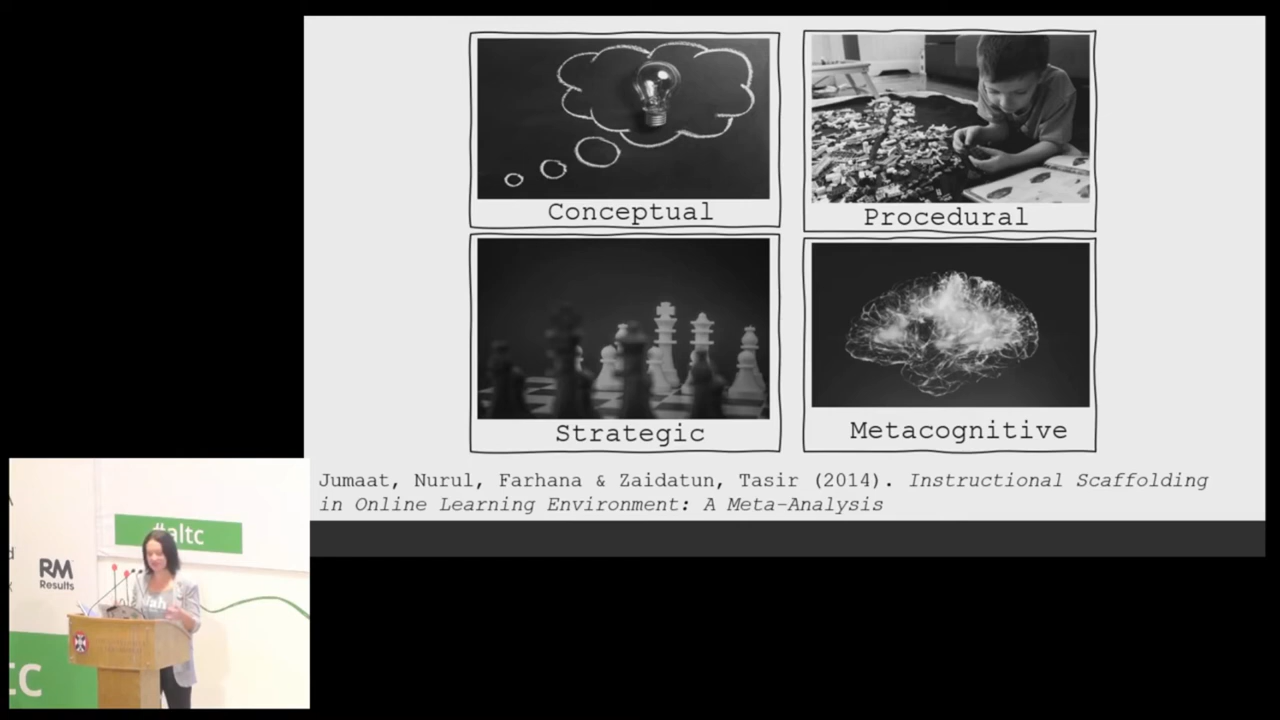 Conceptual
Procedural
Strategic
Metacognitive
Jumaat, Nurul, Farhana & Zaidatun, Tasir (2014). Instructional Scaffolding
in Online Learning Environment: A Meta-Analysis
#altc
RM
Results
tc